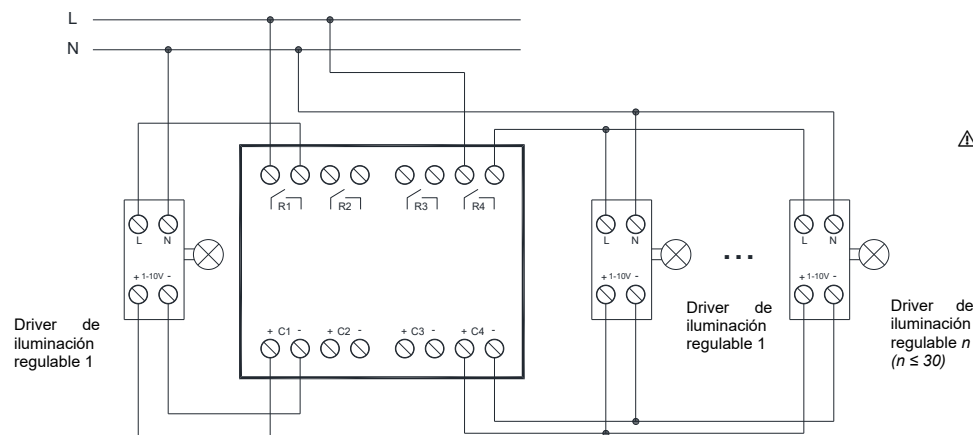 L
N
R1 R2 R3 R4
L N
+ 1-10V -
L N
+ 1-10V -
L N
+ 1-10V -
+ C1 - + C2 - + C3 - + C4 -
Driver de
iluminación
regulable 1
...
Driver de
iluminación
regulable 1
Driver de
iluminación
regulable n
(n ≤ 30)